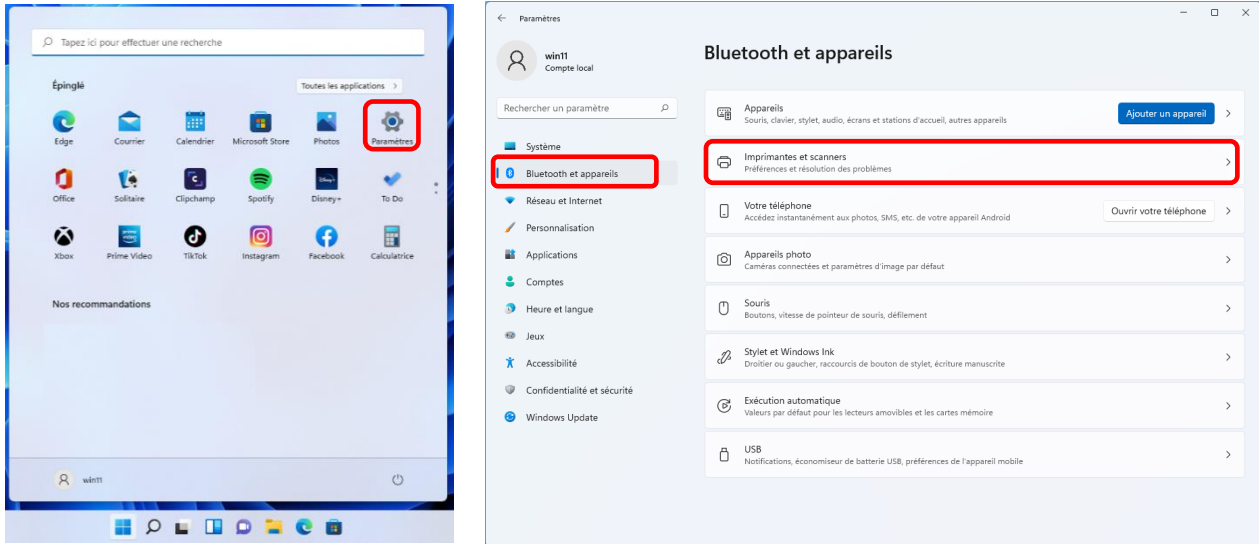 Tapez ici pour effectuer une recherche
Épinglé
Toutes les applications
Edge
Courrier
Calendrier
Microsoft Store
Photos
Paramètres
Office
Solitaire
Clipchamp
Spotify
Disney+
To Do
Xbox
Prime Video
TikTok
Instagram
Facebook
Calculatrice
Nos recommandations
win11
Paramètres
win11
Compte local
Rechercher un paramètre
Système
Bluetooth et appareils
Réseau et Internet
Personnalisation
Applications
Comptes
Heure et langue
Jeux
Accessibilité
Confidentialité et sécurité
Windows Update
Bluetooth et appareils
Appareils
Souris, clavier, stylet, audio, écrans et stations d'accueil, autres appareils
Ajouter un appareil
Imprimantes et scanners
Préférences et résolution des problèmes
Votre téléphone
Accédez instantanément aux photos, SMS, etc. de votre appareil Android
Ouvrir votre téléphone
Appareils photo
Caméras connectées et paramètres d'image par défaut
Souris
Boutons, vitesse de pointeur de souris, défilement
Stylet et Windows Ink
Droitier ou gaucher, raccourcis de bouton de stylet, écriture manuscrite
Exécution automatique
Valeurs par défaut pour les lecteurs amovibles et les cartes mémoire
USB
Notifications, économiseur de batterie USB, préférences de l'appareil mobile